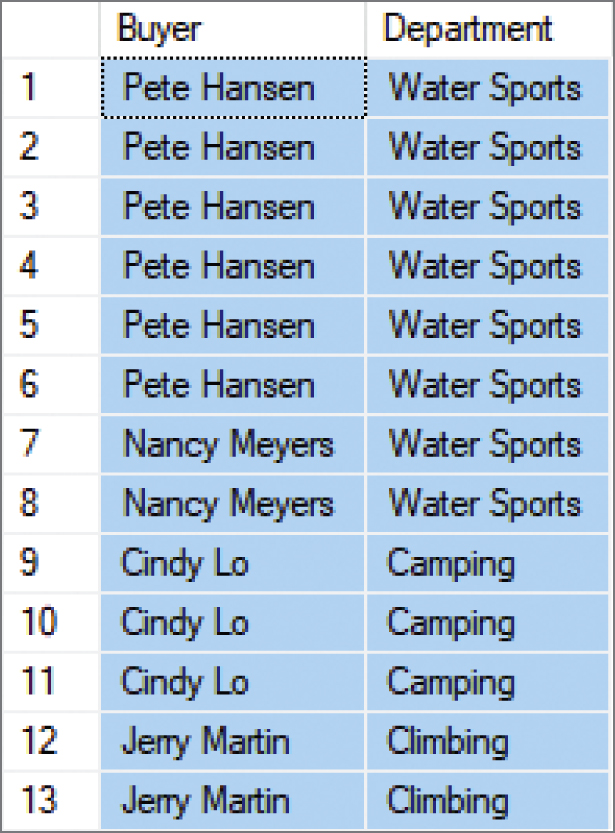 Buyer Department
1 Pete Hansen Water Sports
2 Pete Hansen Water Sports
3 Pete Hansen Water Sports
4 Pete Hansen Water Sports
5 Pete Hansen Water Sports
6 Pete Hansen Water Sports
7 Nancy Meyers Water Sports
8 Nancy Meyers Water Sports
9 Cindy Lo Camping
10 Cindy Lo Camping
11 Cindy Lo Camping
12 Jerry Martin Climbing
13 Jerry Martin Climbing